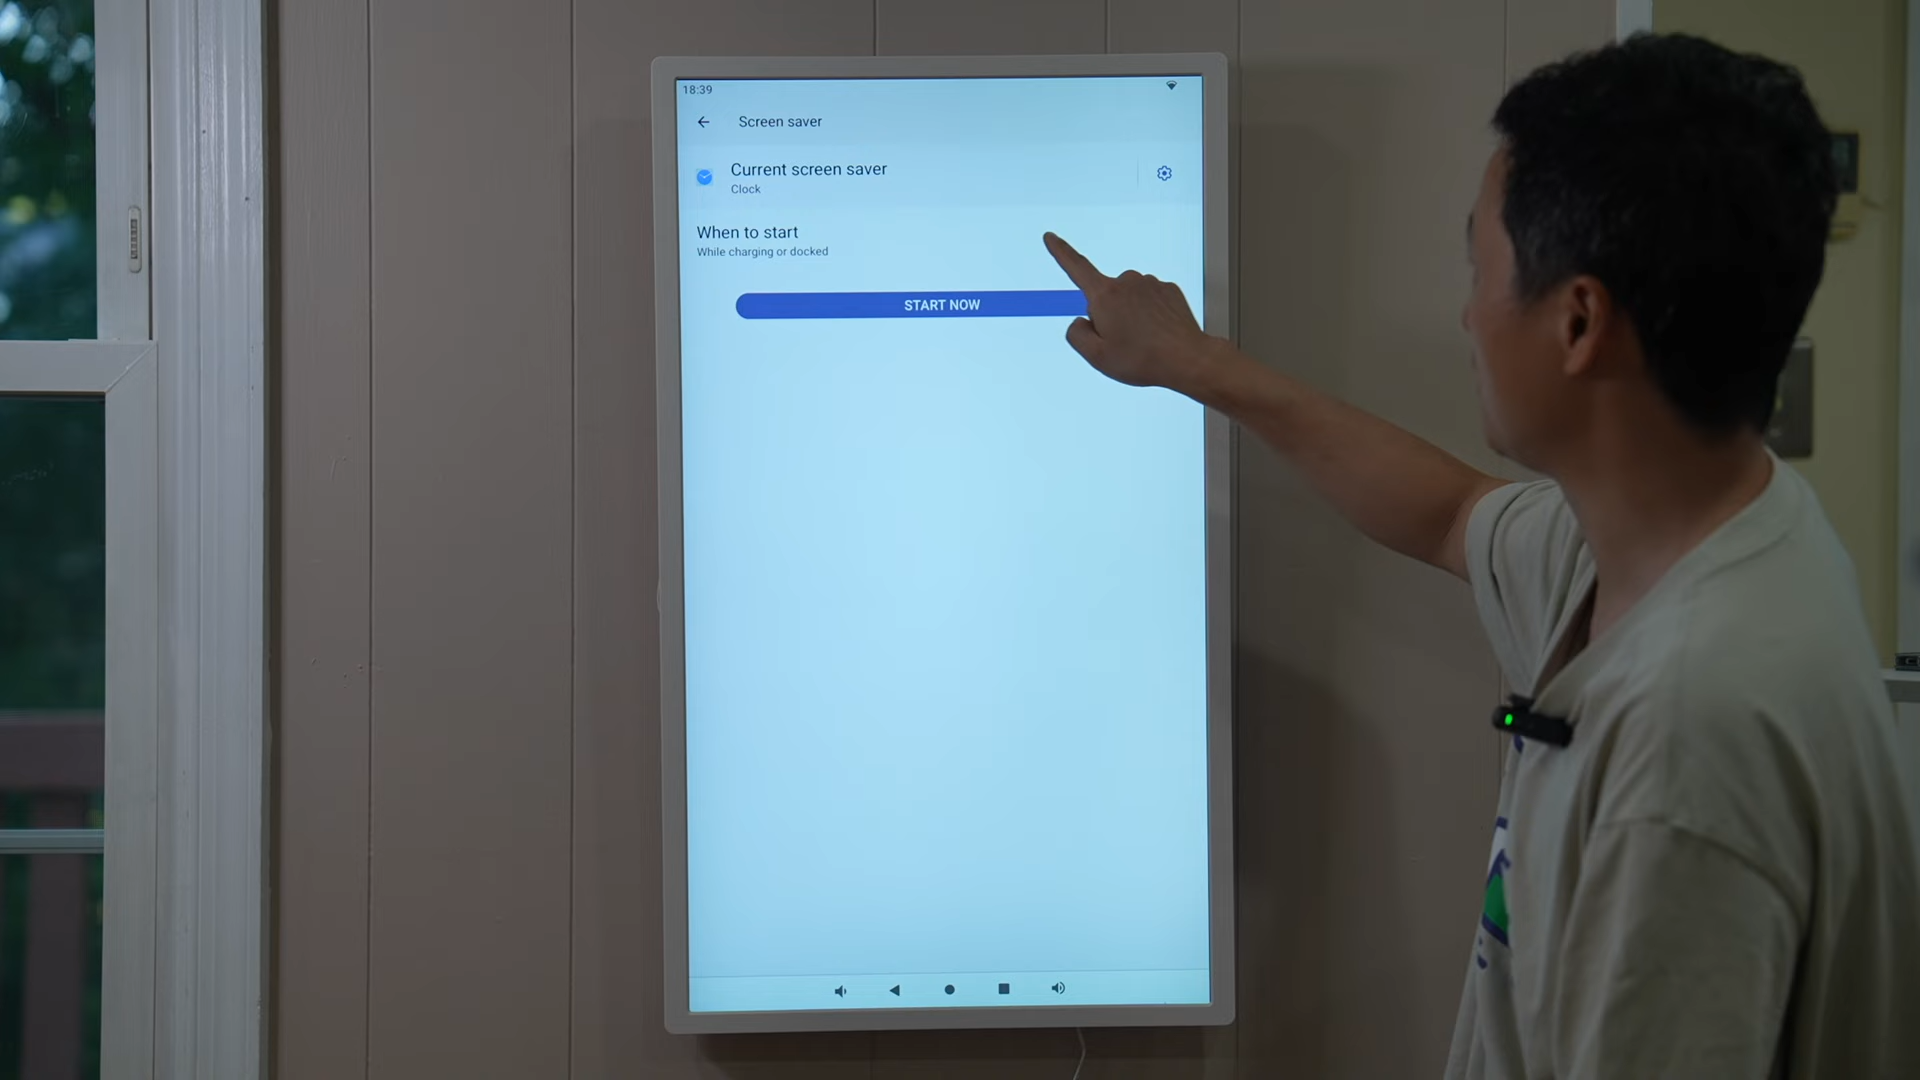 18:39
Screen saver
Current screen saver
Clock
When to start
While charging or docked
START NOW